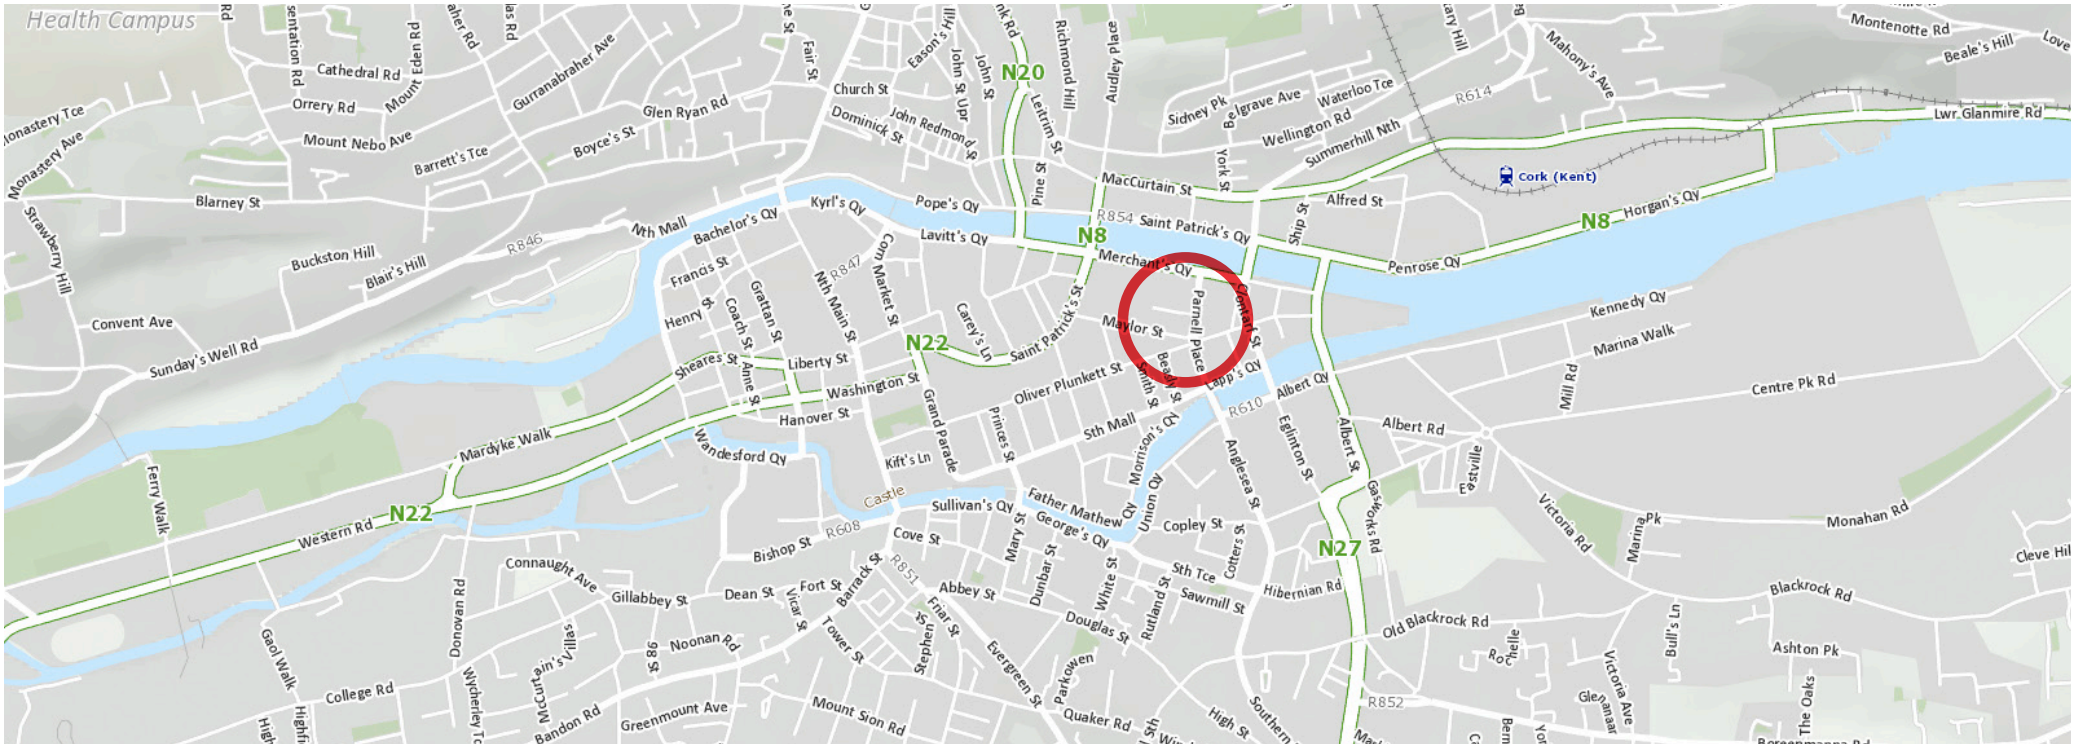 Health Campus
Cathedral Rd
Orrery Rd
Mount Eden Rd
Gurranabraher Ave
Glen Ryan Rd
Mount Nebo Ave
Boyce's St
Barrett's Tce
Monastery Ave
Blarney St
Strawberry Hill
Buckston Hill
Blair's Hill
R846
Convent Ave
Sunday's Well Rd
Fair St
Church St
Dominick St
John Redmond St
Eason's Hill
John St Upr
John St
N20
Leitrim St
Richmond Hill
Audley Place
Pine St
Sidney Pk
Belgrave Ave
Waterloo Tce
Wellington Rd
Summerhill Nth
York St
R614
Mahony's Ave
Montenotte Rd
Beale's Hill
Love
Lwr Glanmire Rd
Cork (Kent)
MacCurtain St
Alfred St
Ship St
R854
Saint Patrick's Qy
N8
Penrose Qy
N8
Horgan's Qy
Nth Mall
Bachelor's Qy
Kyrl's Qy
Pope's Qy
Lavitt's Qy
Merchant's Qy
Francis St
Henry St
Coach St
Grattan St
Nth Main St
R847
Corn Market St
Carey's Ln
Saint Patrick's St
N22
Maylor St
Parnell Place
Clontarf St
Beasly St
Smith St
Lapp's Qy
Oliver Plunkett St
Sheares St
Liberty St
Anne St
Washington St
Hanover St
Grand Parade
Princes St
Sth Mall
Morrison's Qy
R610
Albert Qy
Kennedy Qy
Marina Walk
Mill Rd
Centre Pk Rd
Albert Rd
Albert St
Eglinton St
Anglesea St
Eastville
Victoria Rd
Monahan Rd
Marina Pk
Gasworks Rd
Mardyke Walk
Wandesford Qy
Kift's Ln
Castle
Ferry Walk
N22
Western Rd
R608
Bishop St
Sullivan's Qy
Cove St
Mary St
Father Mathew Qy
George's Qy
Union Qy
Copley St
Cotters St
N27
Sth Tce
Hibernian Rd
Sawmill St
Rutland St
White St
Dunbar St
Douglas St
Abbey St
R851
Barrack St
Friar St
Fort St
Vicar St
Dean St
Gillabbey St
Connaught Ave
Donovan Rd
Gaol Walk
College Rd
McCurtain's Villas
98 St
Noonan Rd
Tower St
Stephen St
Evergreen St
Parkowen
Quaker Rd
High St
Bandon Rd
Greenmount Ave
Mount Sion Rd
Old Blackrock Rd
Rochelle
Blackrock Rd
Bull's Ln
Ashton Pk
Victoria Ave
Glenanaar
The Oaks
R852
Cleve Hil